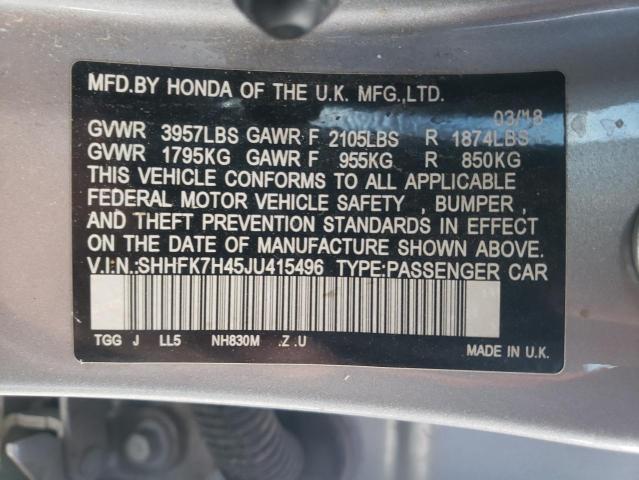 MFD.BY HONDA OF THE U.K. MFG.,LTD.
03/18
GVWR 3957LBS GAWR F 2105LBS R 1874LBS
GVWR 1795KG GAWR F 955KG R 850KG
THIS VEHICLE CONFORMS TO ALL APPLICABLE
FEDERAL MOTOR VEHICLE SAFETY , BUMPER ,
AND THEFT PREVENTION STANDARDS IN EFFECT
ON THE DATE OF MANUFACTURE SHOWN ABOVE.
V.I.N.:SHHFK7H45JU415496 TYPE:PASSENGER CAR
TGG J LL5 NH830M .Z .U
MADE IN U.K.